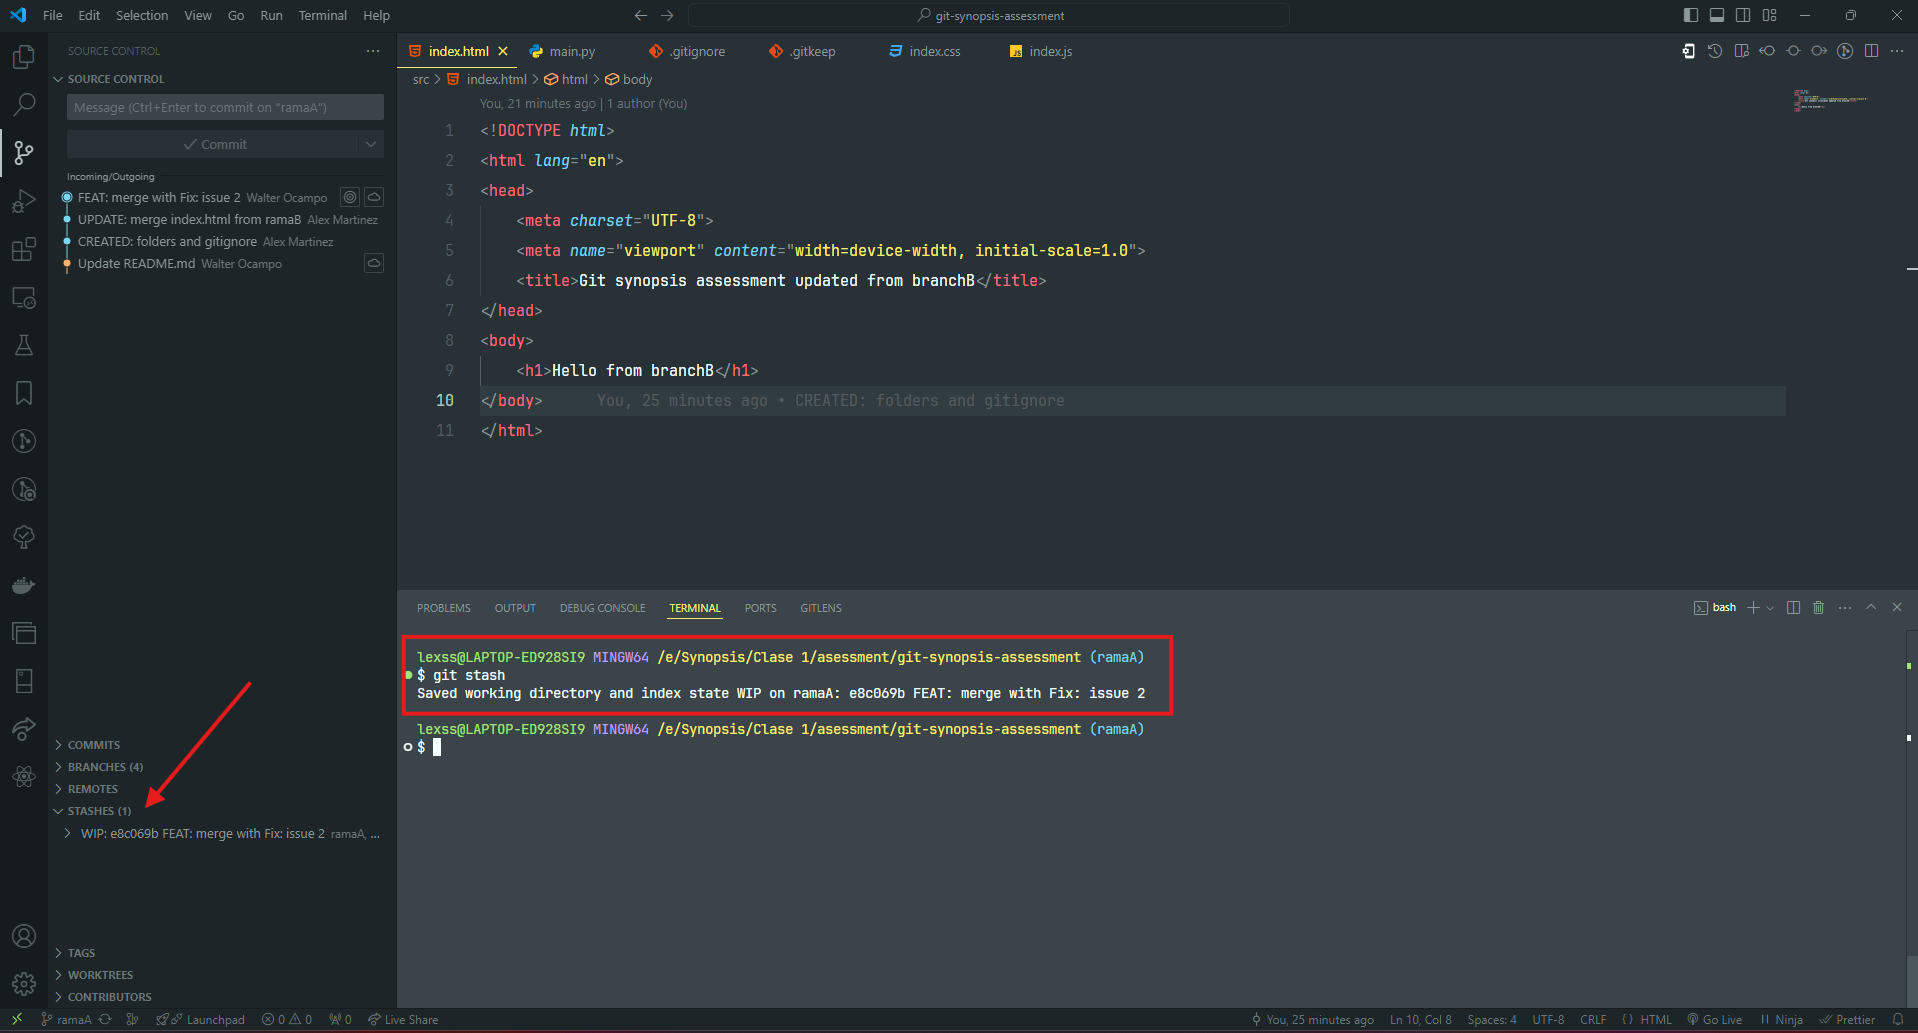 File Edit Selection View Go Run Terminal Help
git-synopsis-assessment
SOURCE CONTROL
SOURCE CONTROL
Message (Ctrl+Enter to commit on "ramaA")
Commit
Incoming/Outgoing
FEAT: merge with Fix: issue 2 Walter Ocampo
UPDATE: merge index.html from ramaB Alex Martinez
CREATED: folders and gitignore Alex Martinez
Update README.md Walter Ocampo
COMMITS
BRANCHES (4)
REMOTES
STASHES (1)
WIP: e8c069b FEAT: merge with Fix: issue 2 ramaA, ...
TAGS
WORKTREES
CONTRIBUTORS
index.html main.py .gitignore .gitkeep index.css JS index.js
src > index.html > html > body
You, 21 minutes ago | 1 author (You)
1 <!DOCTYPE html>
2 <html lang="en">
3 <head>
4 <meta charset="UTF-8">
5 <meta name="viewport" content="width=device-width, initial-scale=1.0">
6 <title>Git synopsis assessment updated from branchB</title>
7 </head>
8 <body>
9 <h1>Hello from branchB</h1>
10 </body> You, 25 minutes ago • CREATED: folders and gitignore
11 </html>
PROBLEMS OUTPUT DEBUG CONSOLE TERMINAL PORTS GITLENS
bash
lexss@LAPTOP-ED928SI9 MINGW64 /e/Synopsis/Clase 1/asessment/git-synopsis-assessment (ramaA)
$ git stash
Saved working directory and index state WIP on ramaA: e8c069b FEAT: merge with Fix: issue 2
lexss@LAPTOP-ED928SI9 MINGW64 /e/Synopsis/Clase 1/asessment/git-synopsis-assessment (ramaA)
$
ramaA Launchpad 0 0 0 Live Share
You, 25 minutes ago Ln 10, Col 8 Spaces: 4 UTF-8 CRLF {} HTML Go Live Ninja Prettier